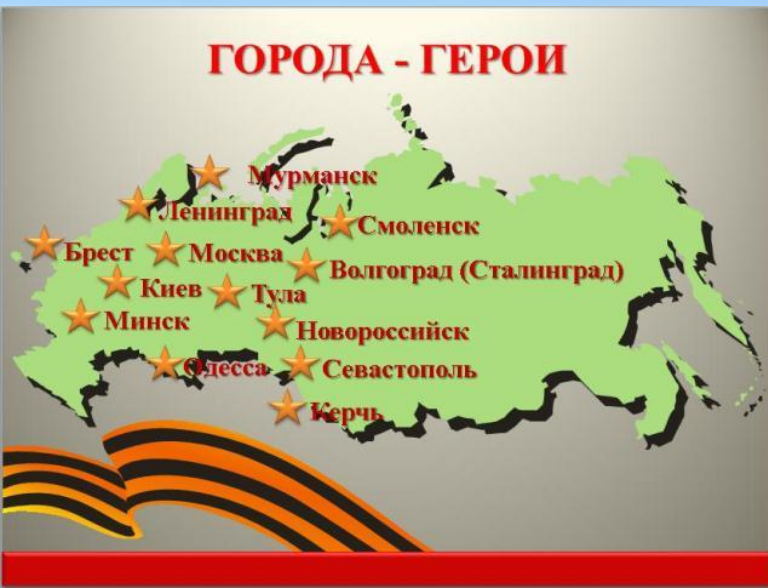 ГОРОДА - ГЕРОИ
Мурманск
Ленинград
Смоленск
Брест
Москва
Волгоград (Сталинград)
Киев
Тула
Минск
Новороссийск
Одесса
Севастополь
Керчь